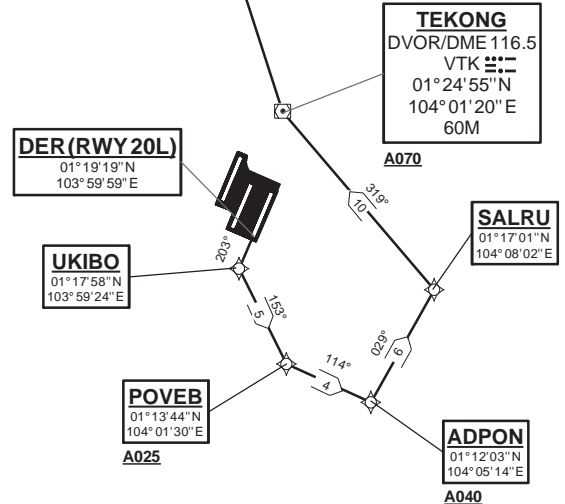 TEKONG
DVOR/DME 116.5
VTK
01°24'55"N
104°01'20"E
60M
A070
DER (RWY 20L)
01°19'19"N
103°59'59"E
319°
10
SALRU
01°17'01"N
104°08'02"E
203°
UKIBO
01°17'58"N
103°59'24"E
153°
5
029°
6
114°
4
POVEB
01°13'44"N
104°01'30"E
A025
ADPON
01°12'03"N
104°05'14"E
A040